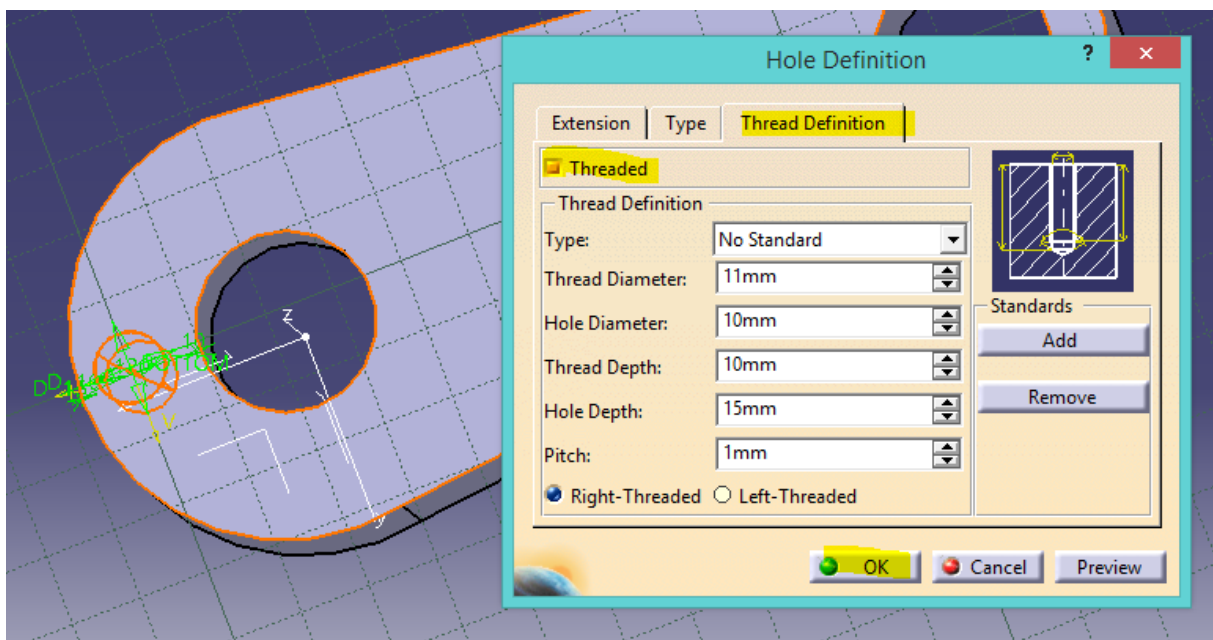 Hole Definition
?
×
Extension Type Thread Definition
Threaded
Thread Definition
Type: No Standard
Thread Diameter: 11mm
Hole Diameter: 10mm
Thread Depth: 10mm
Hole Depth: 15mm
Pitch: 1mm
Right-Threaded Left-Threaded
Standards
Add
Remove
OK Cancel Preview
z
y
V
D